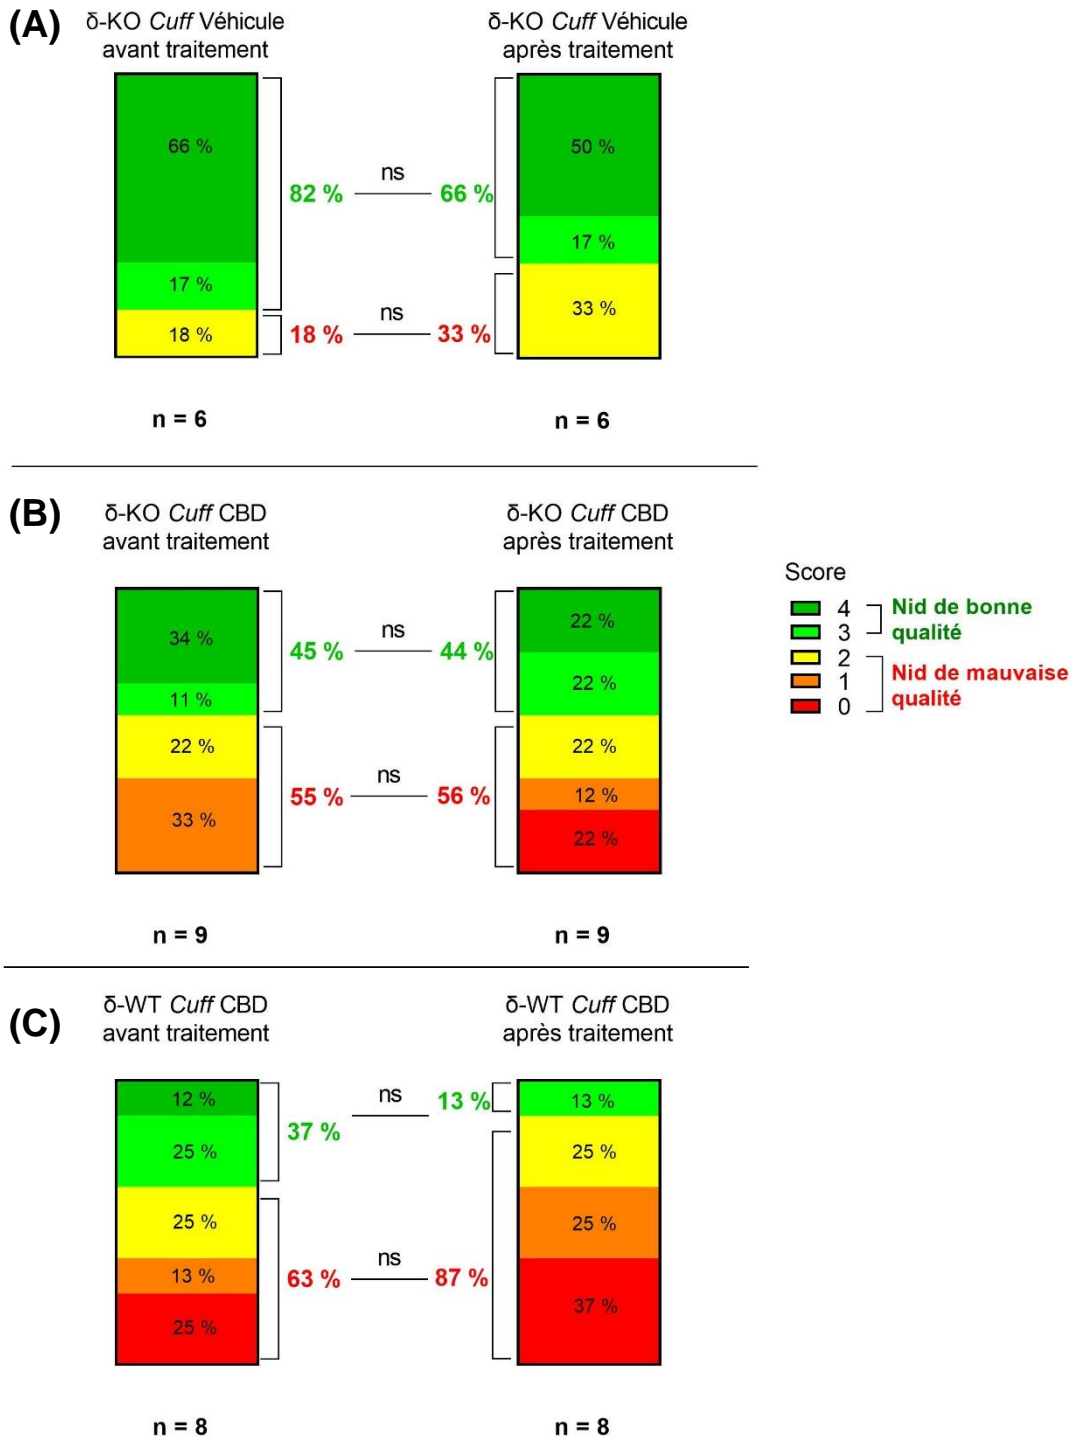 (A)
δ-KO Cuff Véhicule
avant traitement
δ-KO Cuff Véhicule
après traitement
66 %
17 %
18 %
82 %
ns
66 %
18 %
ns
33 %
50 %
17 %
33 %
n = 6
n = 6
(B)
δ-KO Cuff CBD
avant traitement
δ-KO Cuff CBD
après traitement
34 %
11 %
22 %
33 %
45 %
ns
44 %
55 %
ns
56 %
22 %
22 %
22 %
12 %
22 %
n = 9
n = 9
Score
4
3
2
1
0
Nid de bonne
qualité
Nid de mauvaise
qualité
(C)
δ-WT Cuff CBD
avant traitement
δ-WT Cuff CBD
après traitement
12 %
25 %
25 %
13 %
25 %
37 %
ns
13 %
63 %
ns
87 %
13 %
25 %
25 %
37 %
n = 8
n = 8